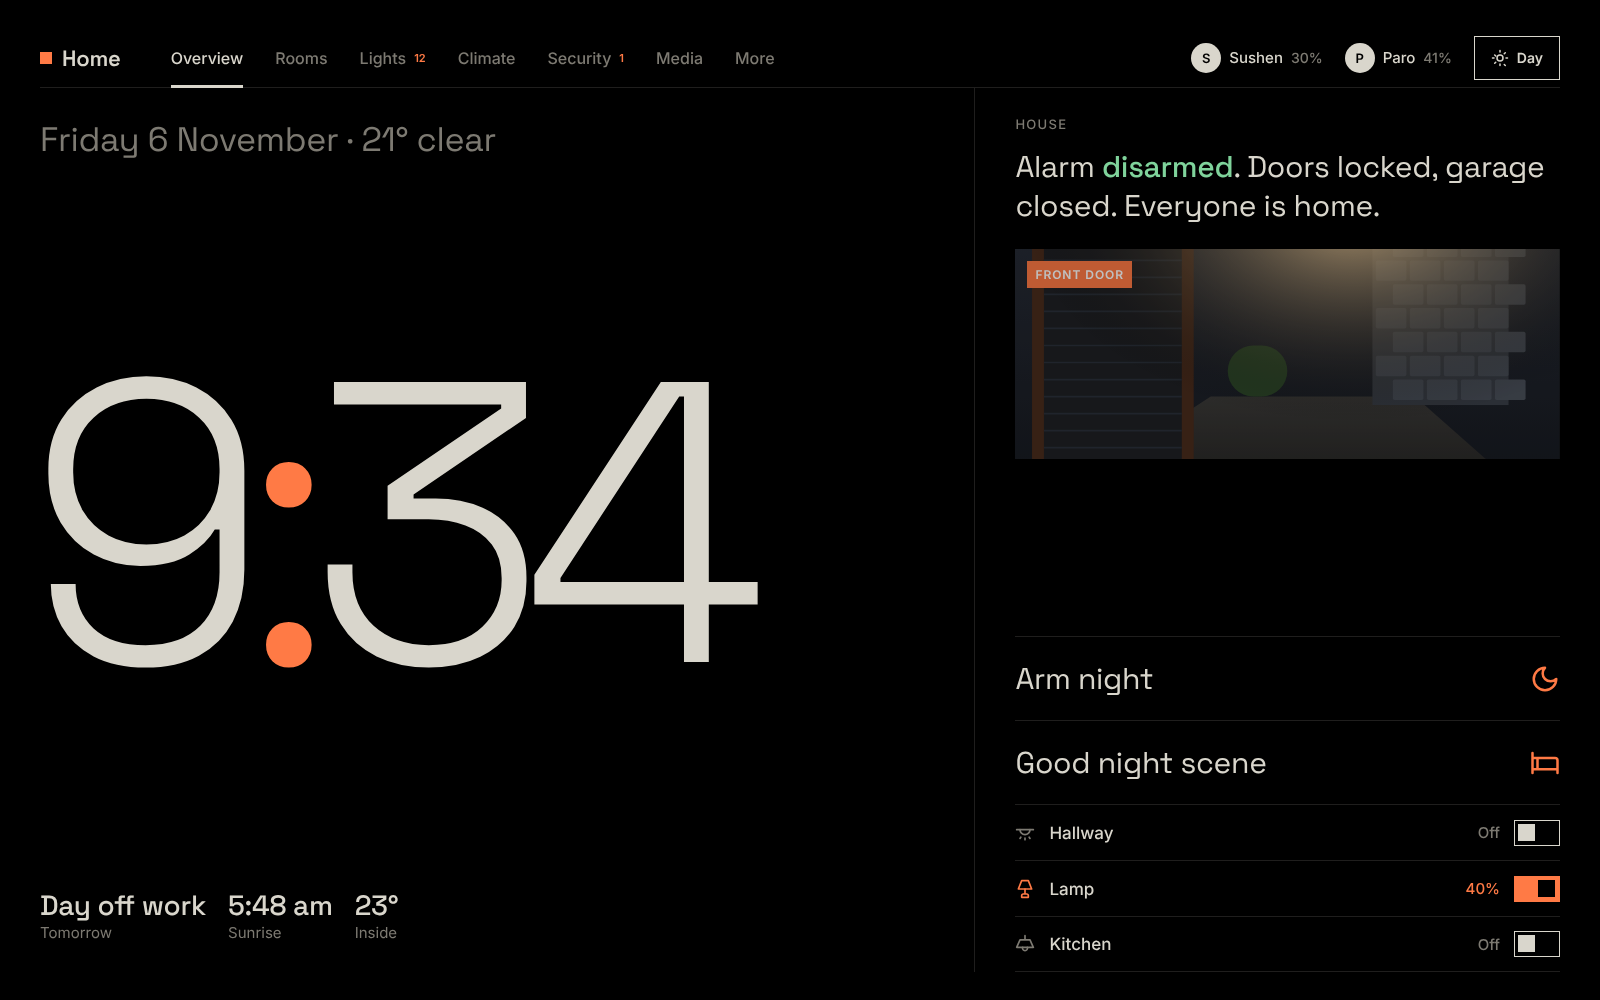 Home
Overview
Rooms
Lights 12
Climate
Security 1
Media
More
S Sushen 30%
P Paro 41%
Day
Friday 6 November · 21° clear
9:34
Day off work
Tomorrow
5:48 am
Sunrise
23°
Inside
HOUSE
Alarm disarmed. Doors locked, garage
closed. Everyone is home.
FRONT DOOR
Arm night
Good night scene
Hallway Off
Lamp 40%
Kitchen Off